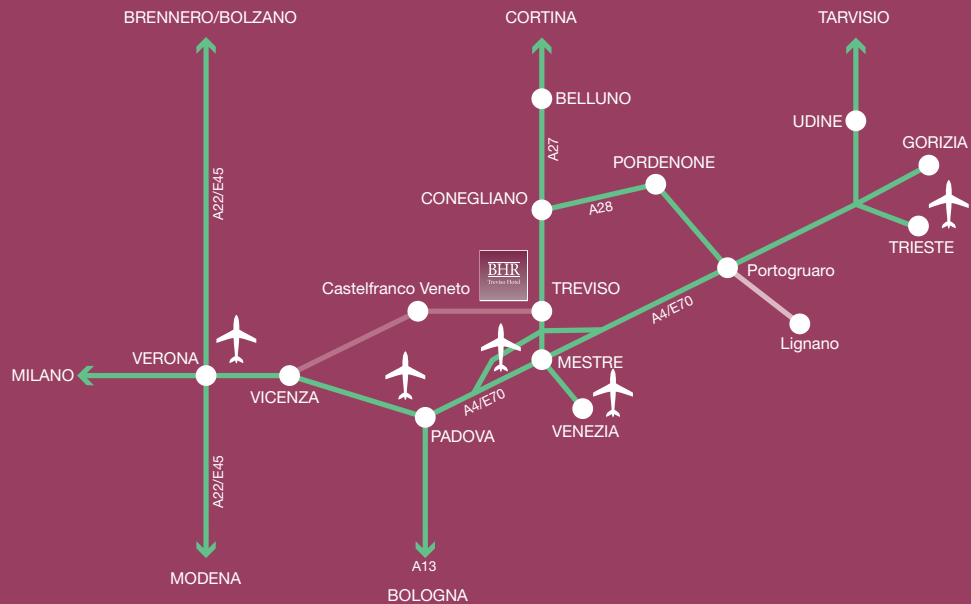 BRENNERO/BOLZANO
CORTINA
TARVISIO
BELLUNO
UDINE
GORIZIA
A27
PORDENONE
A22/E45
CONEGLIANO
A28
TRIESTE
BHR
Treviso Hotel
Portogruaro
Castelfranco Veneto
TREVISO
A4/E70
Lignano
VERONA
MESTRE
MILANO
VICENZA
A4/E70
VENEZIA
PADOVA
A22/E45
A13
MODENA
BOLOGNA